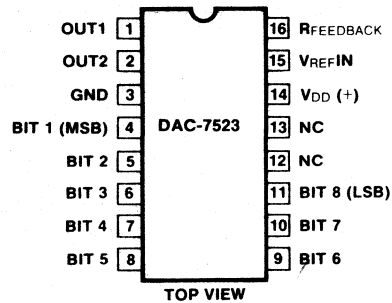 OUT1 1 16 RFEEDBACK
OUT2 2 15 VREFIN
GND 3 14 VDD (+)
BIT 1 (MSB) 4 DAC-7523 13 NC
BIT 2 5 12 NC
BIT 3 6 11 BIT 8 (LSB)
BIT 4 7 10 BIT 7
BIT 5 8 9 BIT 6
TOP VIEW